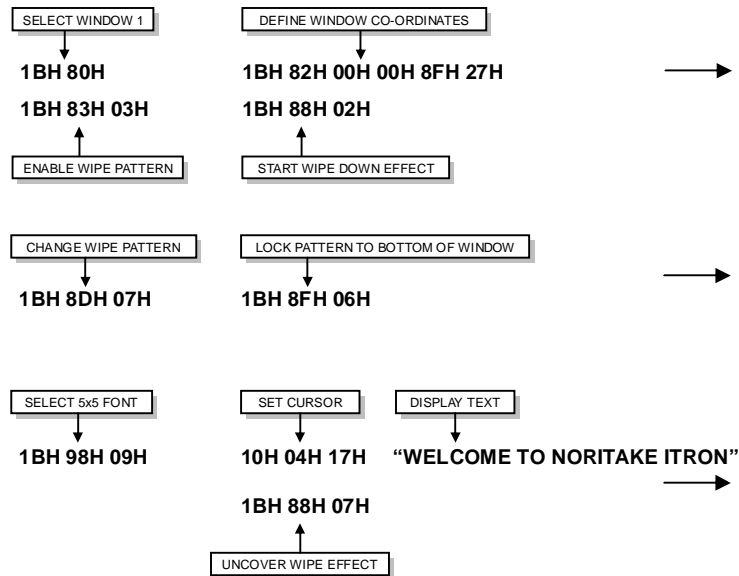 SELECT WINDOW 1
DEFINE WINDOW CO-ORDINATES
1BH 80H
1BH 82H 00H 00H 8FH 27H
1BH 83H 03H
1BH 88H 02H
ENABLE WIPE PATTERN
START WIPE DOWN EFFECT
CHANGE WIPE PATTERN
LOCK PATTERN TO BOTTOM OF WINDOW
1BH 8DH 07H
1BH 8FH 06H
SELECT 5x5 FONT
SET CURSOR
DISPLAY TEXT
1BH 98H 09H
10H 04H 17H
“WELCOME TO NORITAKE ITRON”
1BH 88H 07H
UNCOVER WIPE EFFECT